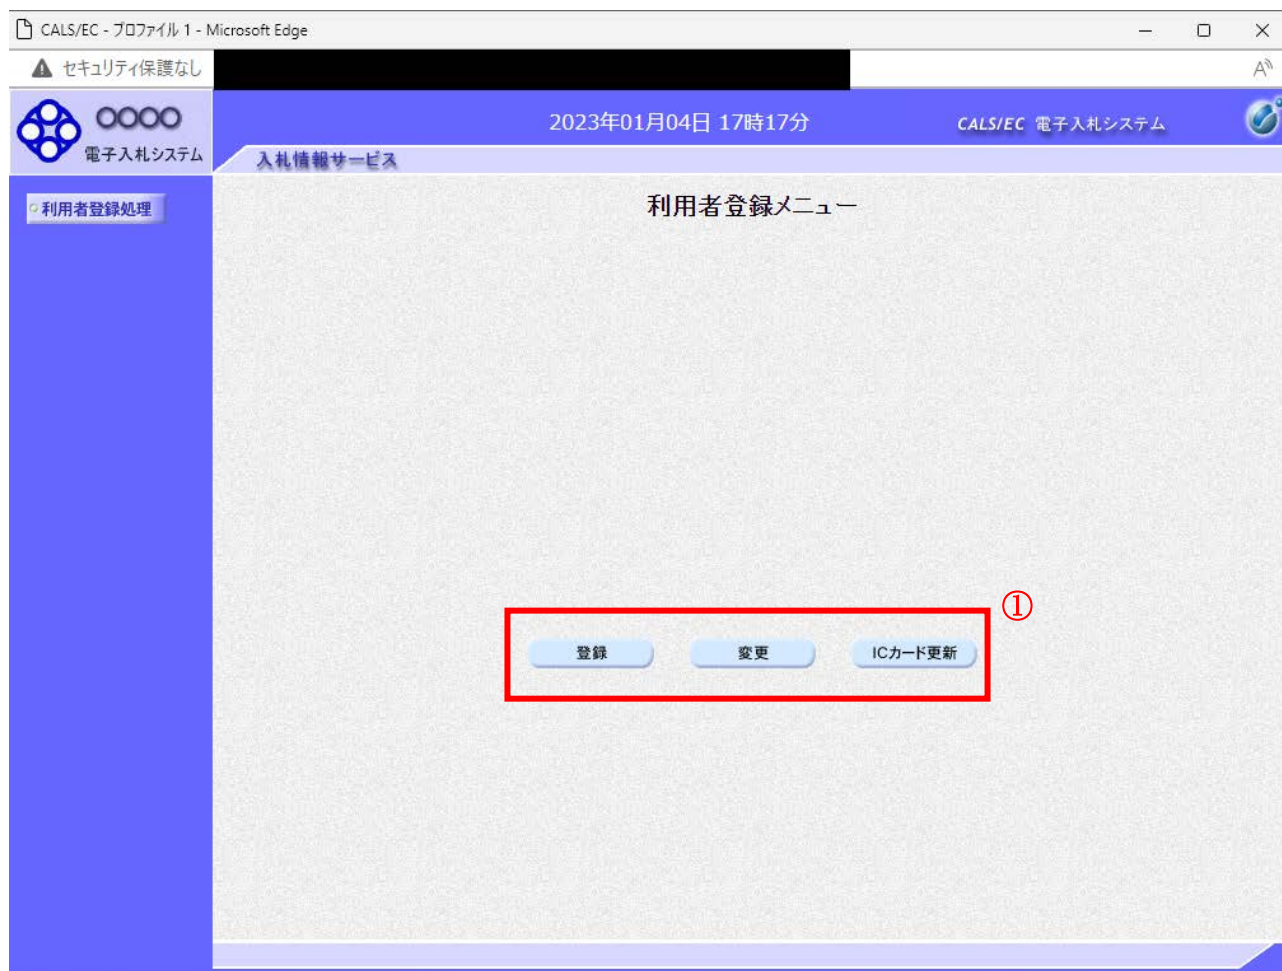 CALS/EC - プロファイル 1 - Microsoft Edge
セキュリティ保護なし
○○○○
電子入札システム
2023年01月04日 17時17分
CALS/EC 電子入札システム
入札情報サービス
利用者登録処理
利用者登録メニュー
①
登録 変更 ICカード更新